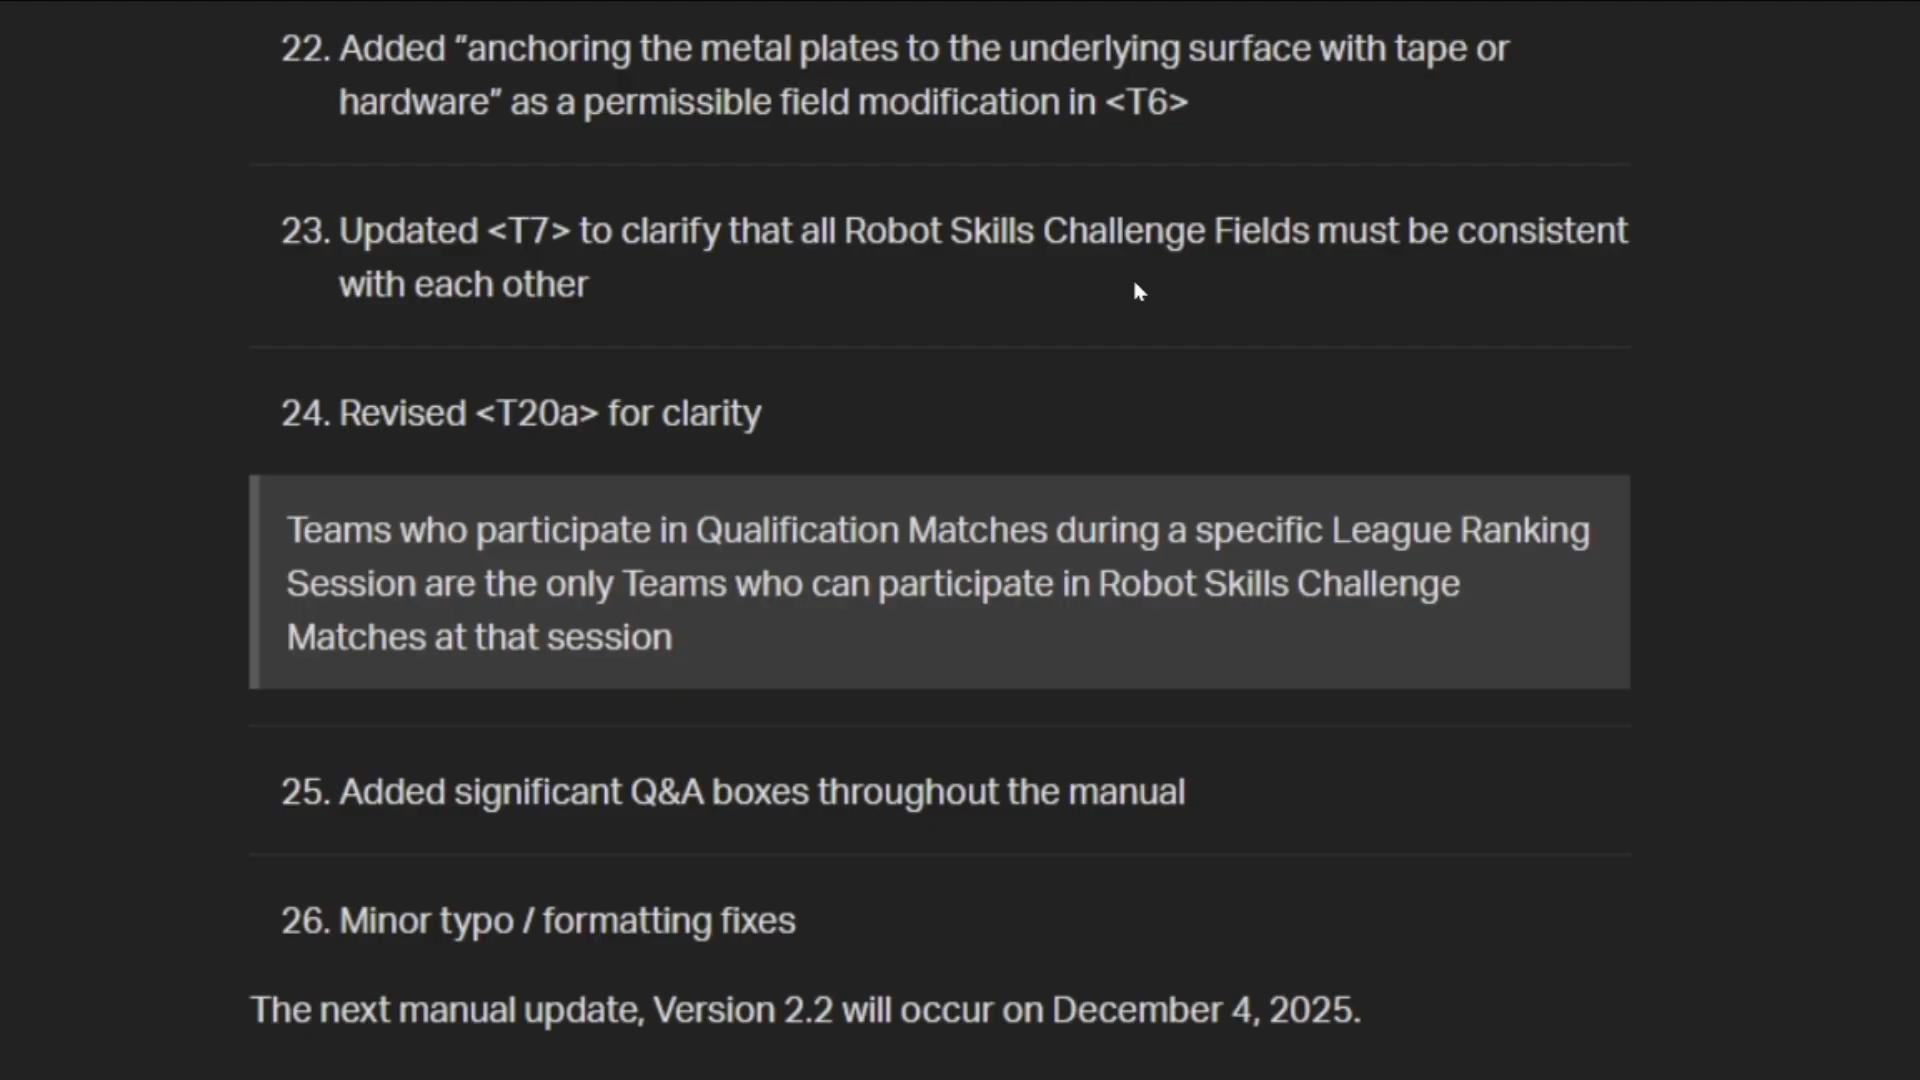 22. Added “anchoring the metal plates to the underlying surface with tape or
hardware” as a permissible field modification in <T6>
23. Updated <T7> to clarify that all Robot Skills Challenge Fields must be consistent
with each other
24. Revised <T20a> for clarity
Teams who participate in Qualification Matches during a specific League Ranking
Session are the only Teams who can participate in Robot Skills Challenge
Matches at that session
25. Added significant Q&A boxes throughout the manual
26. Minor typo / formatting fixes
The next manual update, Version 2.2 will occur on December 4, 2025.